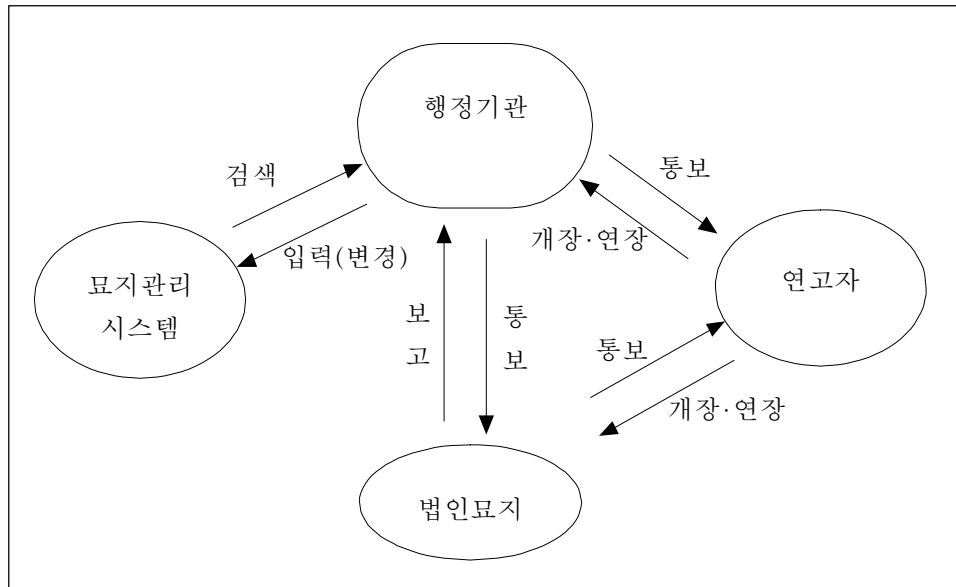 행정기관
검색
통보
입력(변경)
개장·연장
묘지관리
시스템
연고자
보고
통보
통보
개장·연장
법인묘지